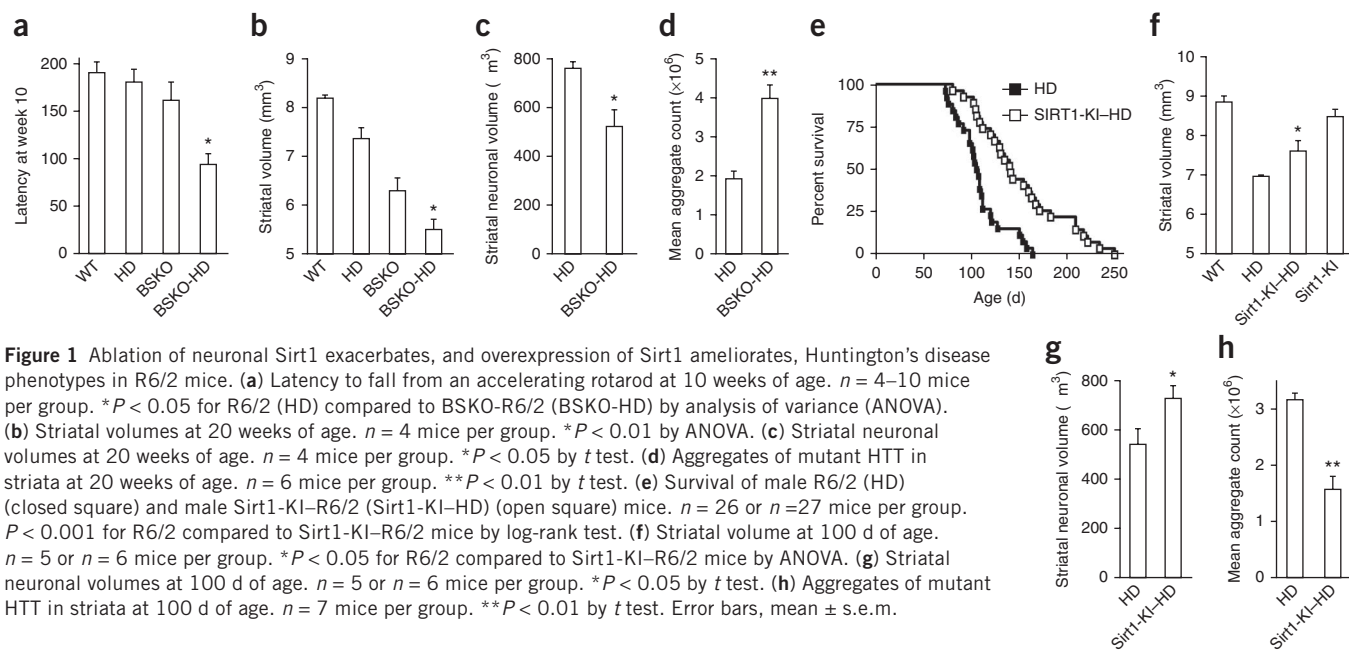 a
Latency at week 10
200
150
100
50
0
*
WT
HD
BSKO
BSKO-HD
b
Striatal volume (mm³)
9
8
7
6
5
*
WT
HD
BSKO
BSKO-HD
c
Striatal neuronal volume ( m³)
800
600
400
200
0
*
HD
BSKO-HD
d
Mean aggregate count (×10⁶)
5
4
3
2
1
0
**
HD
BSKO-HD
e
Percent survival
100
75
50
25
0
HD
SIRT1-KI–HD
0 50 100 150 200 250
Age (d)
f
Striatal volume (mm³)
10
9
8
7
6
5
*
WT
HD
Sirt1-KI–HD
Sirt1-KI
Figure 1 Ablation of neuronal Sirt1 exacerbates, and overexpression of Sirt1 ameliorates, Huntington's disease
phenotypes in R6/2 mice. (a) Latency to fall from an accelerating rotarod at 10 weeks of age. n = 4–10 mice
per group. *P < 0.05 for R6/2 (HD) compared to BSKO-R6/2 (BSKO-HD) by analysis of variance (ANOVA).
(b) Striatal volumes at 20 weeks of age. n = 4 mice per group. *P < 0.01 by ANOVA. (c) Striatal neuronal
volumes at 20 weeks of age. n = 4 mice per group. *P < 0.05 by t test. (d) Aggregates of mutant HTT in
striata at 20 weeks of age. n = 6 mice per group. **P < 0.01 by t test. (e) Survival of male R6/2 (HD)
(closed square) and male Sirt1-KI–R6/2 (Sirt1-KI–HD) (open square) mice. n = 26 or n =27 mice per group.
P < 0.001 for R6/2 compared to Sirt1-KI–R6/2 mice by log-rank test. (f) Striatal volume at 100 d of age.
n = 5 or n = 6 mice per group. *P < 0.05 for R6/2 compared to Sirt1-KI–R6/2 mice by ANOVA. (g) Striatal
neuronal volumes at 100 d of age. n = 5 or n = 6 mice per group. *P < 0.05 by t test. (h) Aggregates of mutant
HTT in striata at 100 d of age. n = 7 mice per group. **P < 0.01 by t test. Error bars, mean ± s.e.m.
g
Striatal neuronal volume ( m³)
800
600
400
200
0
*
HD
Sirt1-KI–HD
h
Mean aggregate count (×10⁶)
3
2
1
0
**
HD
Sirt1-KI–HD